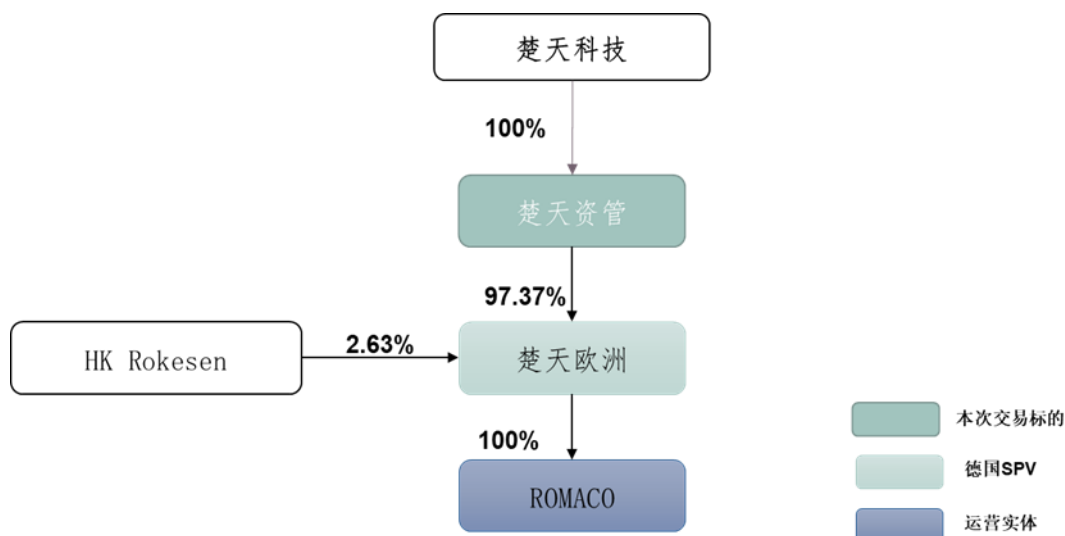 楚天科技
100%
楚天资管
97.37%
HK Rokesen
2.63%
楚天欧洲
100%
ROMACO
本次交易标的
德国SPV
运营实体